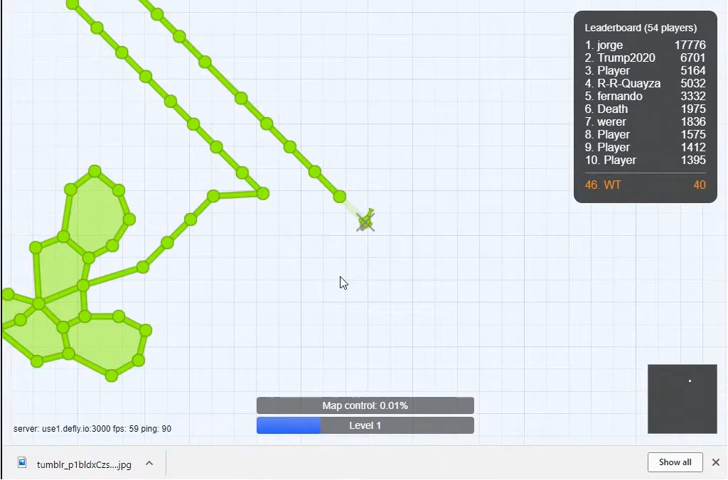 Leaderboard (54 players)
1. jorge 17776
2. Trump2020 6701
3. Player 5164
4. R-R-Quayza 5032
5. fernando 3332
6. Death 1975
7. werer 1836
8. Player 1575
9. Player 1412
10. Player 1395
46. WT 40
Map control: 0.01%
Level 1
server: use1.defly.io:3000 fps: 59 ping: 90
tumblr_p1bldxCzs....jpg
Show all